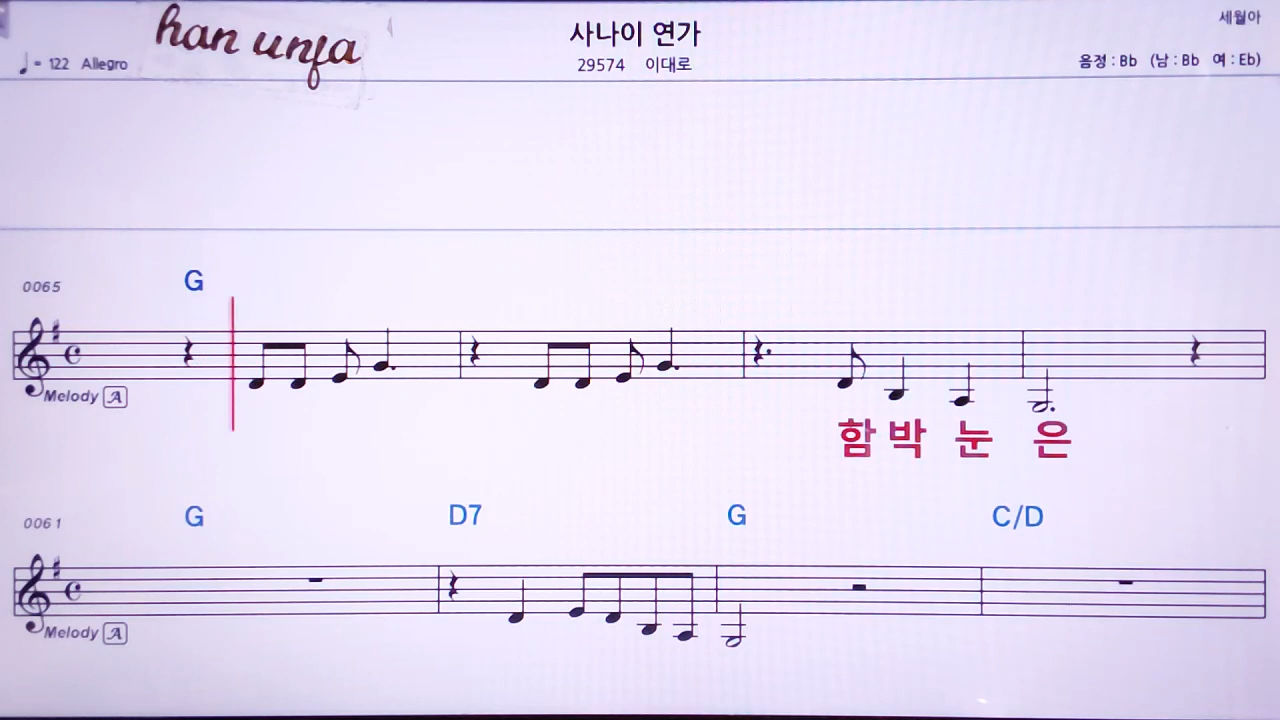 han unja
사나이 연가
세월아
♩ = 122 Allegro
29574 이대로
음정 : Bb (남 : Bb 여 : Eb)
G
0065
Melody A
함 박 눈 은
G D7 G C/D
0061
Melody A